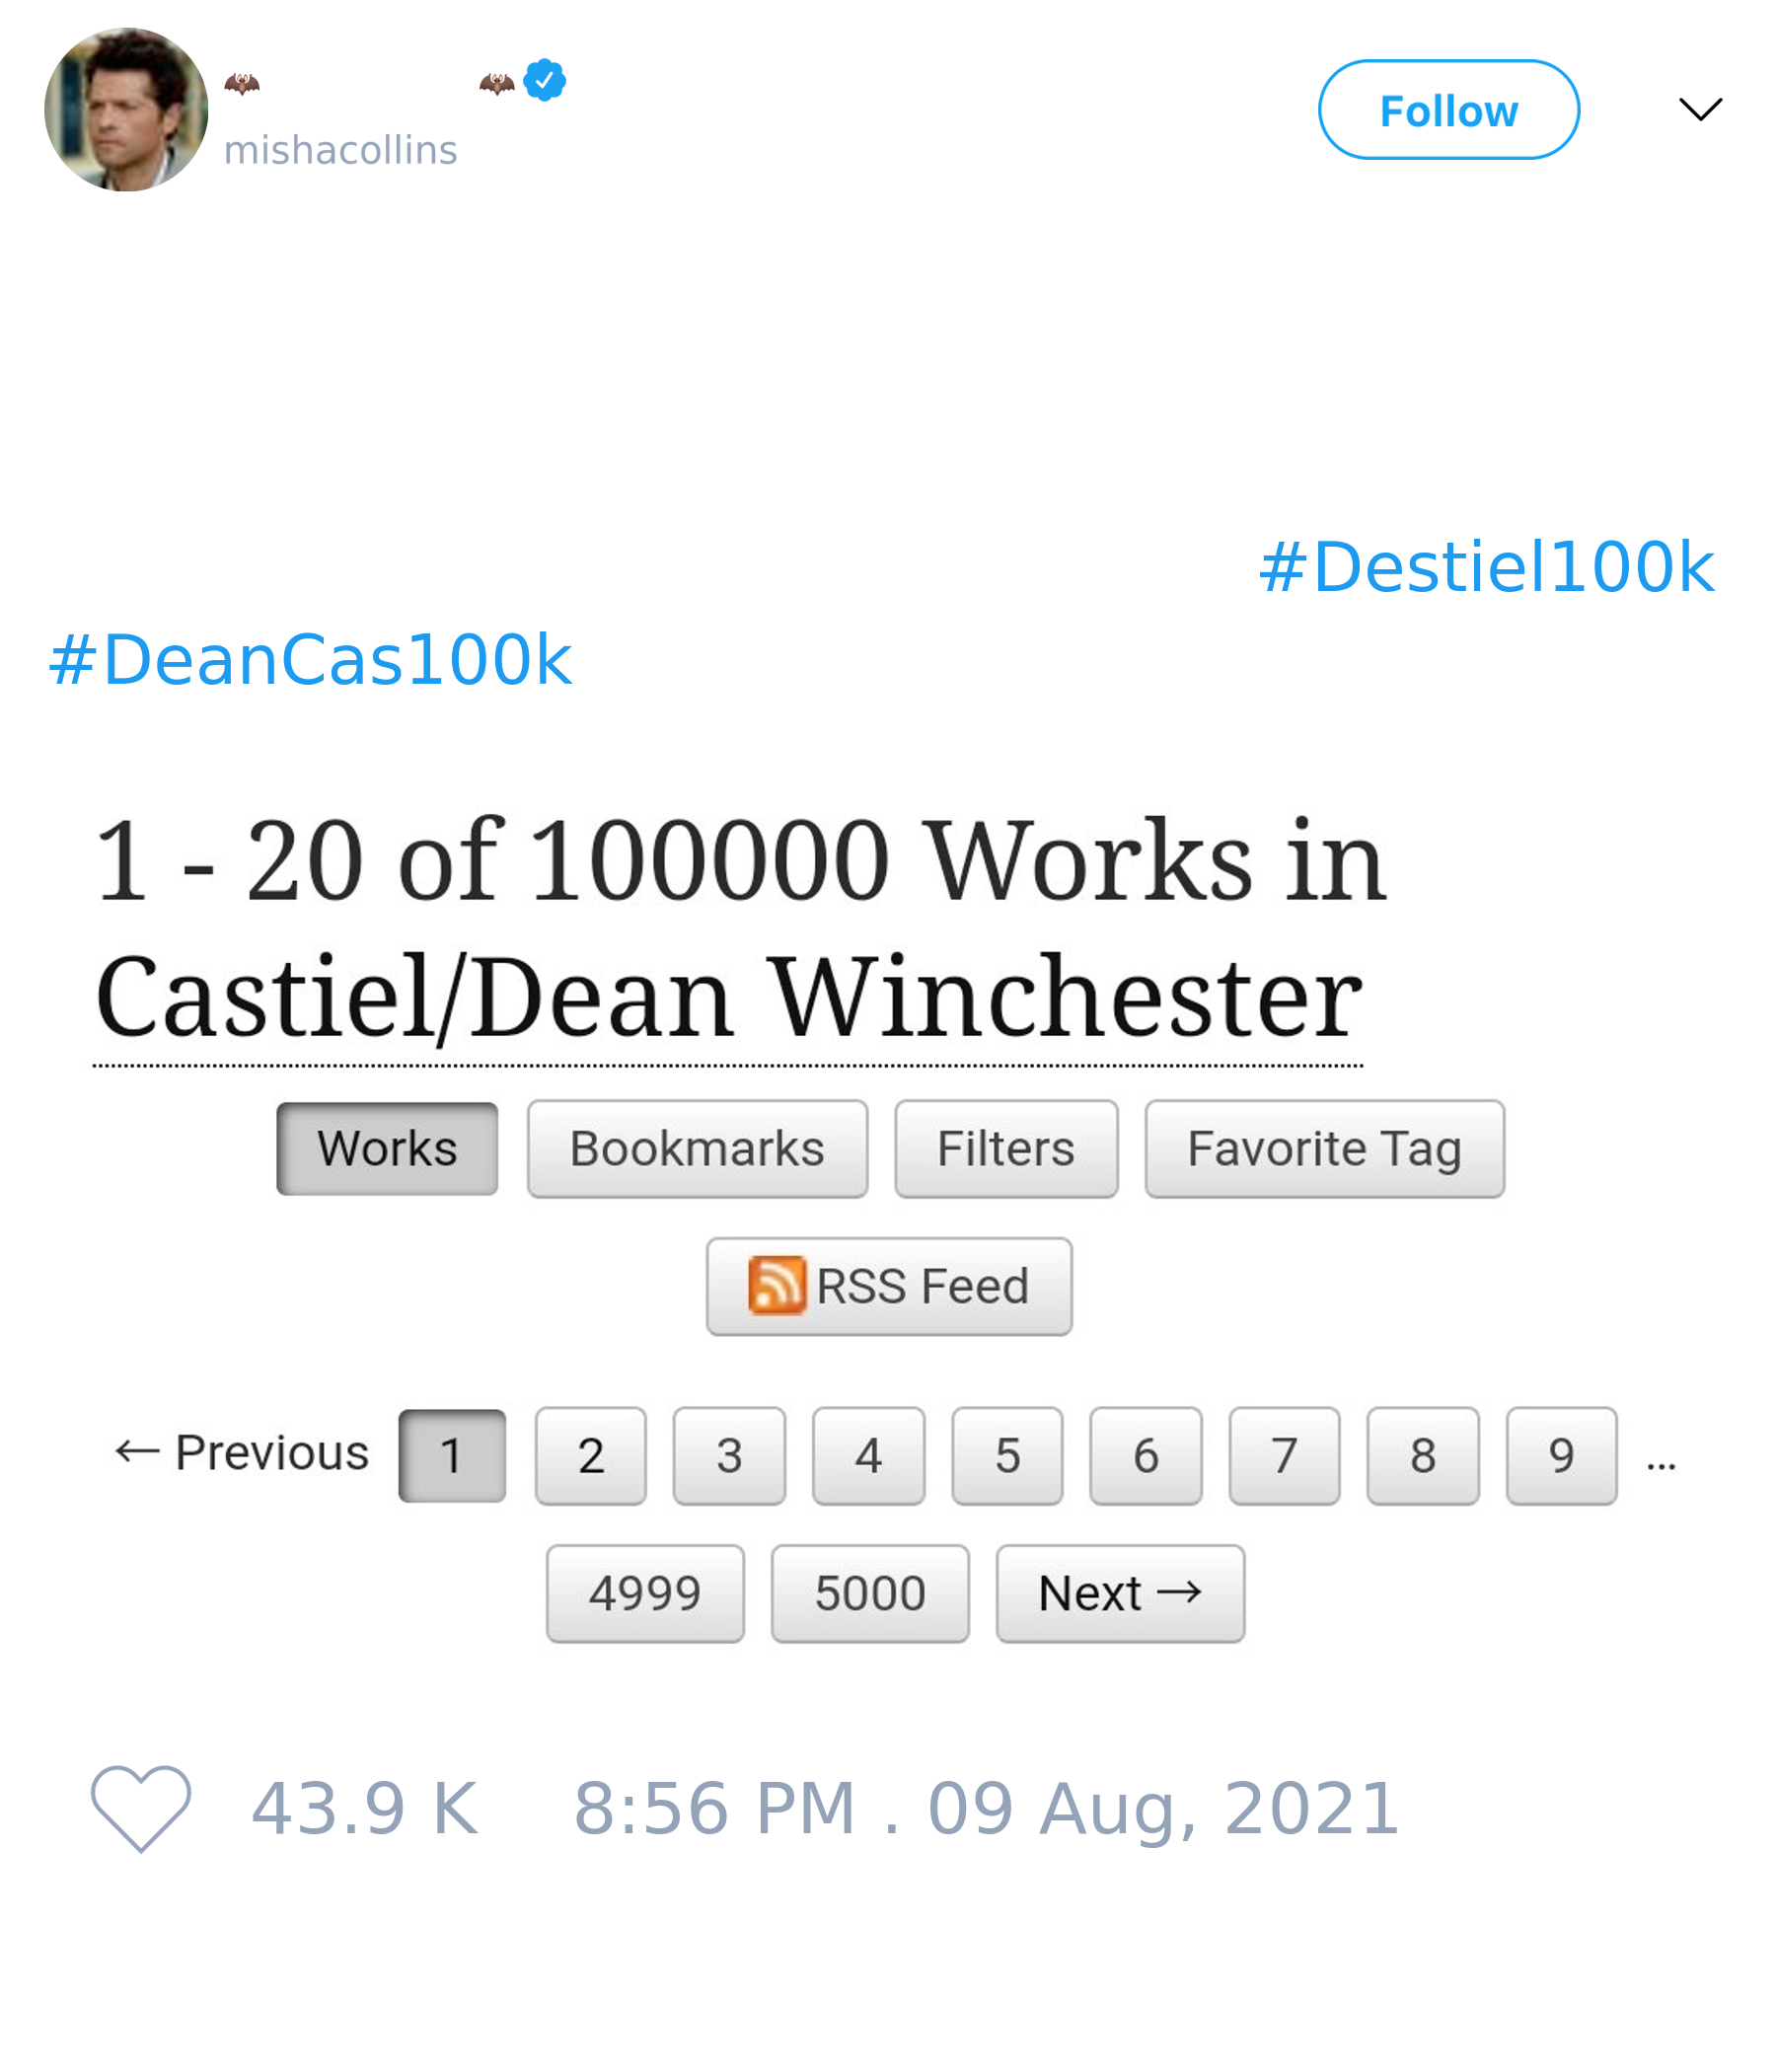 🦇 🦇
mishacollins
Follow
#Destiel100k
#DeanCas100k
1 - 20 of 100000 Works in
Castiel/Dean Winchester
Works Bookmarks Filters Favorite Tag
RSS Feed
← Previous 1 2 3 4 5 6 7 8 9 ...
4999 5000 Next →
43.9 K 8:56 PM . 09 Aug, 2021